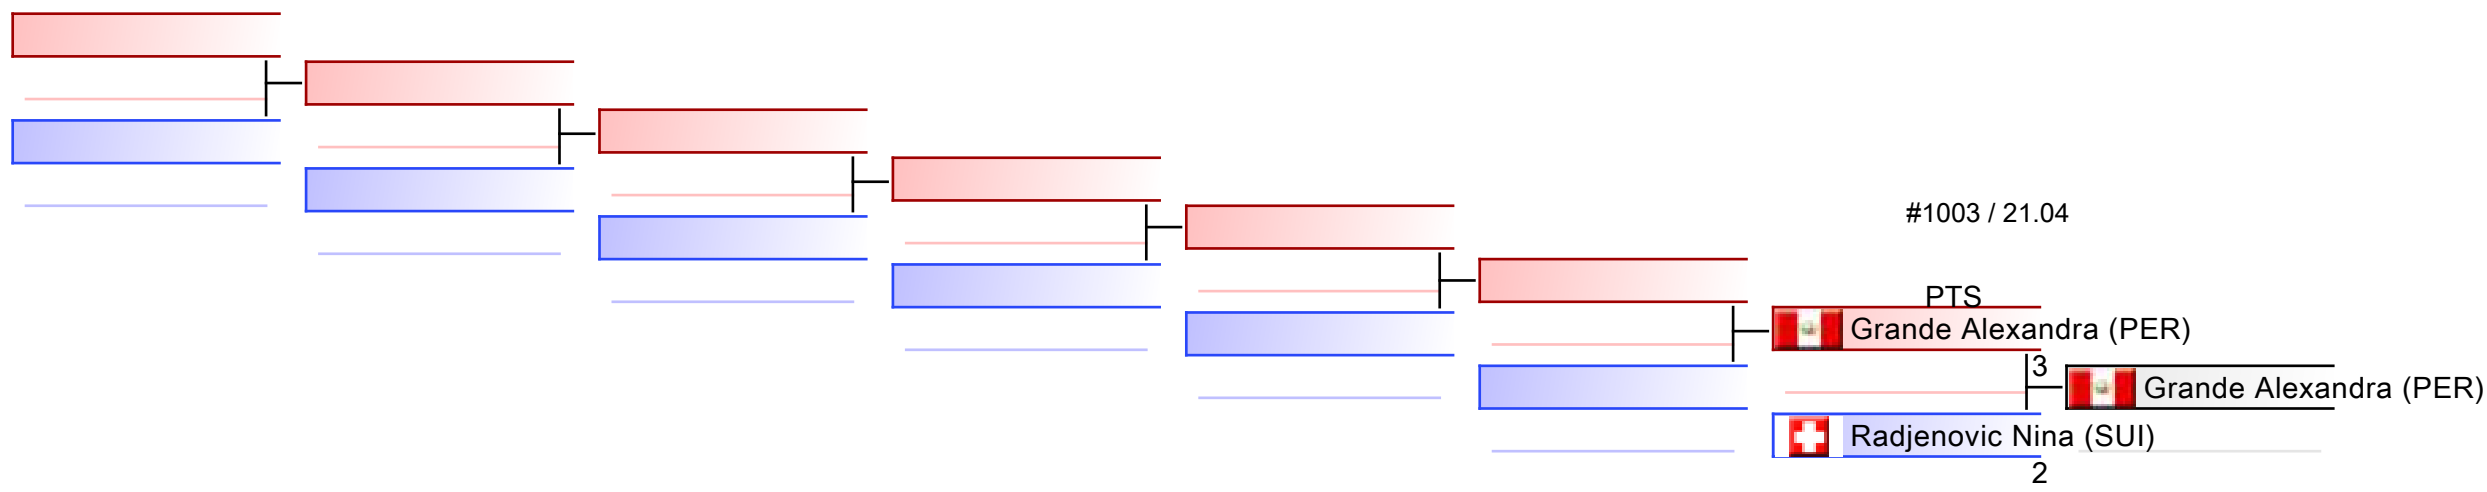 #1003 / 21.04
PTS
Grande Alexandra (PER)
3
Grande Alexandra (PER)
Radjenovic Nina (SUI)
2